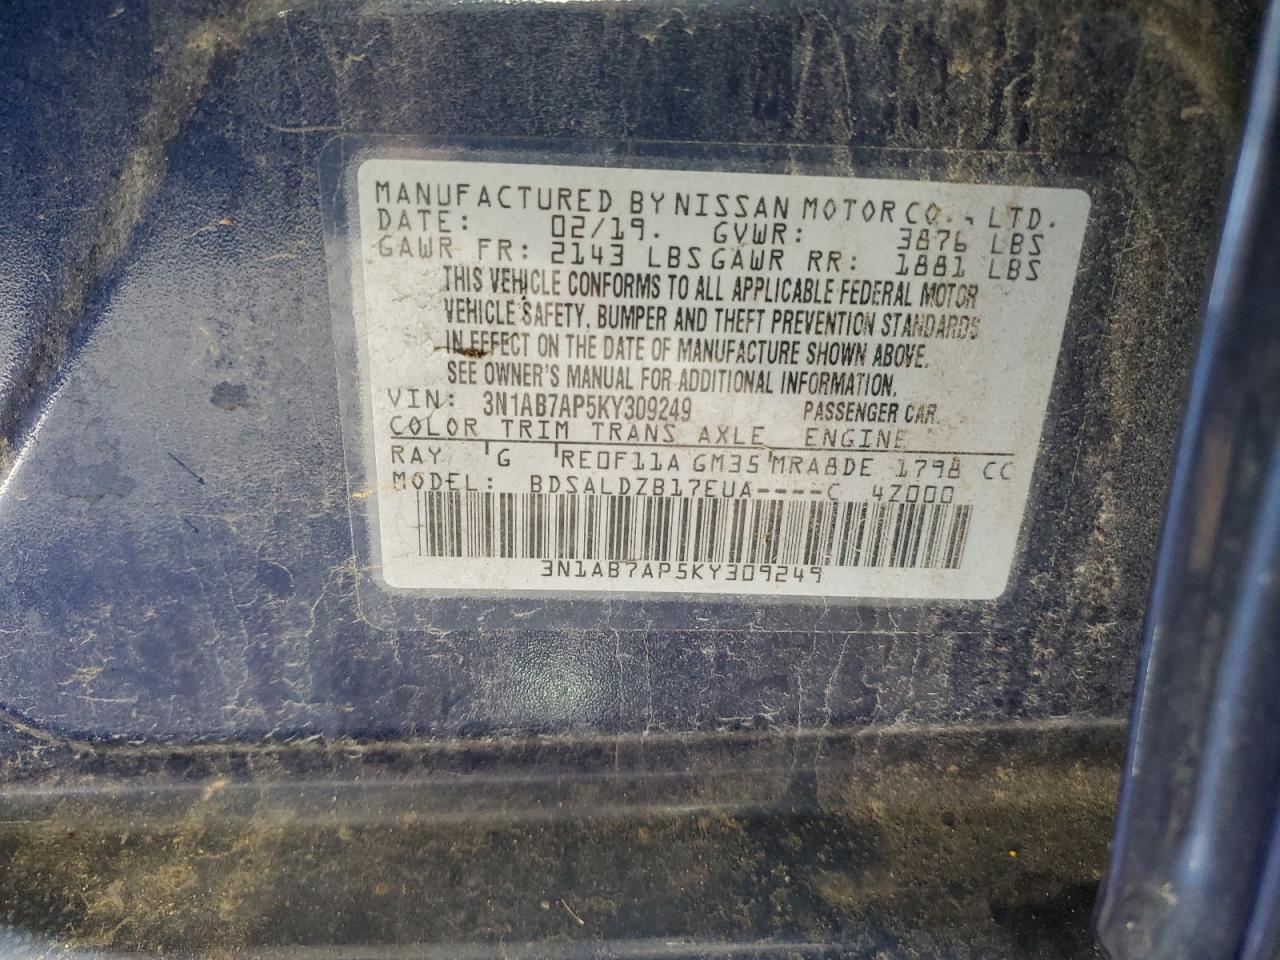 MANUFACTURED BY NISSAN MOTOR CO., LTD.
DATE: 02/19. GVWR: 3876 LBS
GAWR FR: 2143 LBS GAWR RR: 1881 LBS
THIS VEHICLE CONFORMS TO ALL APPLICABLE FEDERAL MOTOR
VEHICLE SAFETY, BUMPER AND THEFT PREVENTION STANDARDS
IN EFFECT ON THE DATE OF MANUFACTURE SHOWN ABOVE.
SEE OWNER'S MANUAL FOR ADDITIONAL INFORMATION.
VIN: 3N1AB7AP5KY309249 PASSENGER CAR
COLOR TRIM TRANS AXLE ENGINE
RAY G RE0F11A GM35 MRA8DE 1798 CC
MODEL: BDSALDZB17EUA----C 4Z000
3N1AB7AP5KY309249